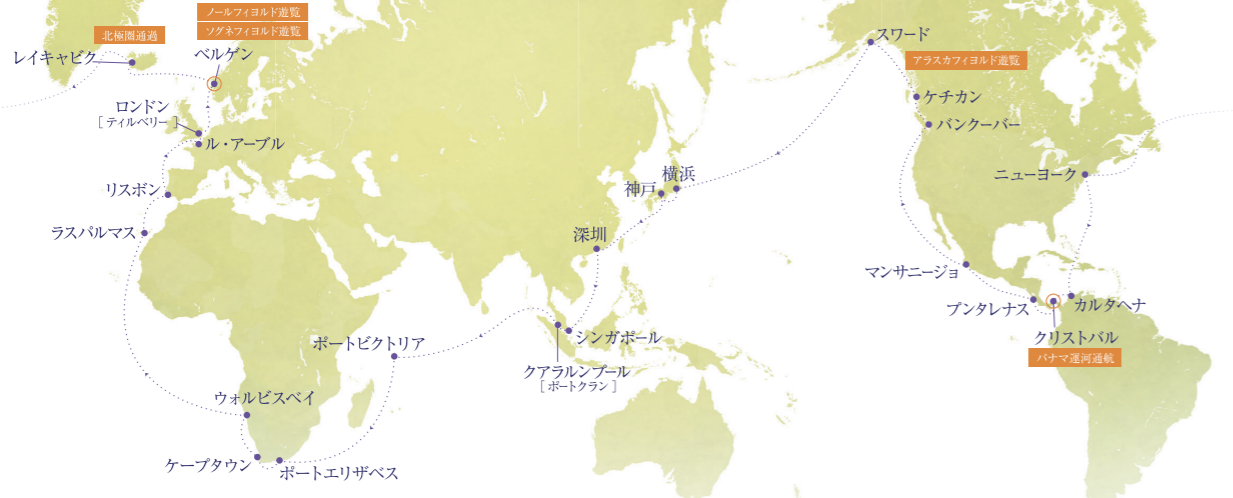 ノールフィヨルド遊覧
ソグネフィヨルド遊覧
北極圏通過
ベルゲン
レイキャビク
ロンドン
[ ティルベリー ]
ル・アーブル
リスボン
ラスパルマス
ウォルビスベイ
ケープタウン
ポートエリザベス
ポートビクトリア
クアラルンプール
[ ポートクラン ]
シンガポール
深圳
神戸
横浜
スワード
アラスカフィヨルド遊覧
ケチカン
バンクーバー
ニューヨーク
マンサニージョ
プンタレナス
カルタヘナ
クリストバル
パナマ運河通航